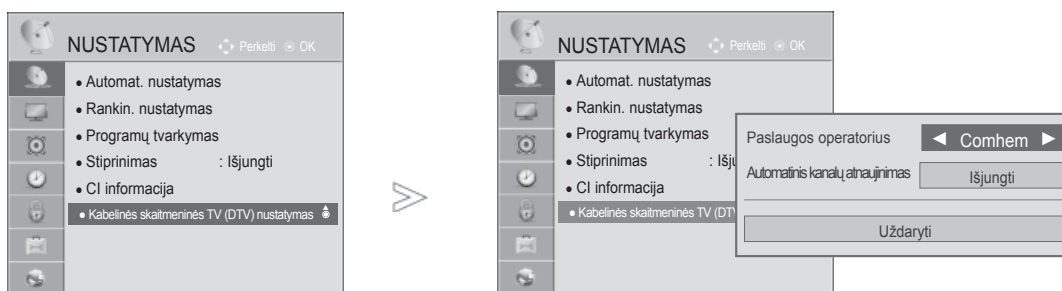 NUSTATYMAS Perkelti OK
• Automat. nustatymas
• Rankin. nustatymas
• Programų tvarkymas
• Stiprinimas : Išjungti
• CI informacija
• Kabelinės skaitmeninės TV (DTV) nustatymas
NUSTATYMAS Perkelti OK
• Automat. nustatymas
• Rankin. nustatymas
• Programų tvarkymas
• Stiprinimas : Išju
• CI informacija
• Kabelinės skaitmeninės TV (DT
Paslaugos operatorius ◄ Comhem ►
Automatinis kanalų atnaujinimas Išjungti
Uždaryti